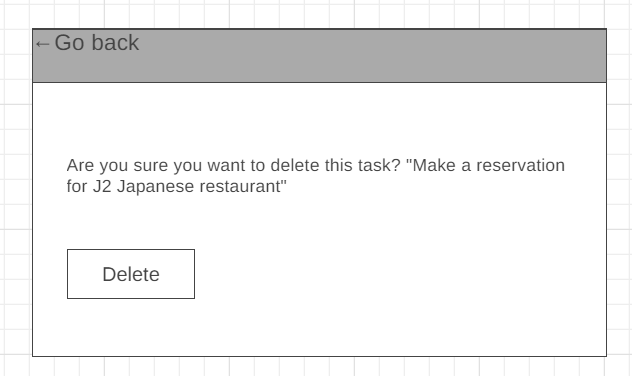 ←Go back
Are you sure you want to delete this task? "Make a reservation
for J2 Japanese restaurant"
Delete